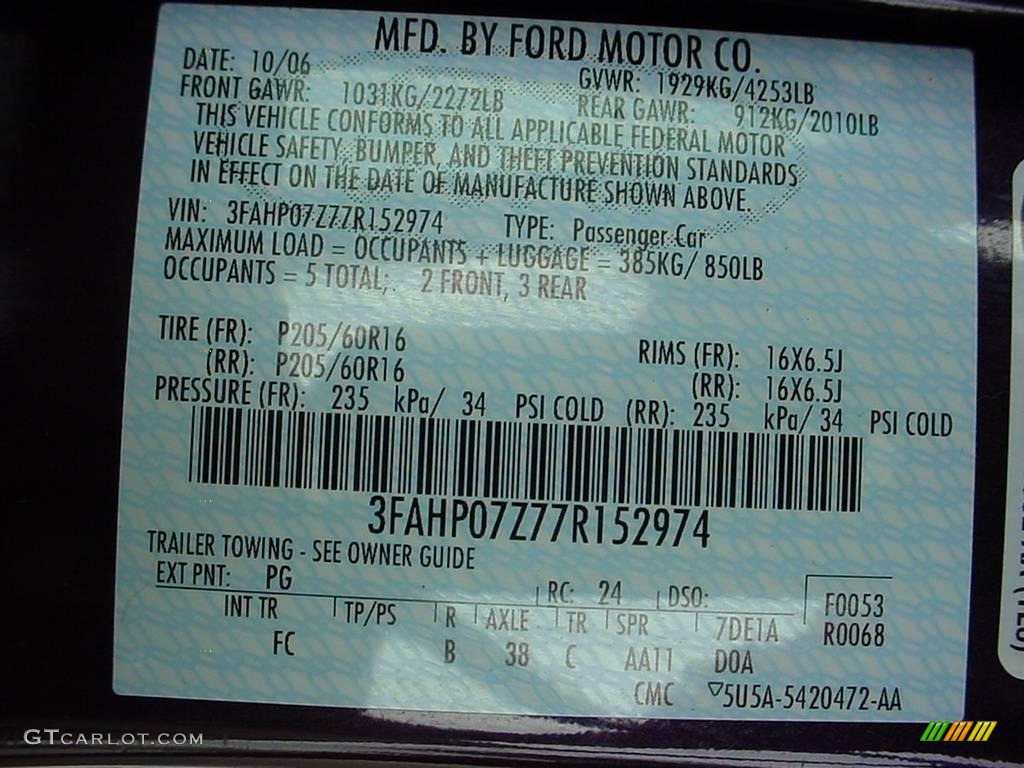 MFD. BY FORD MOTOR CO.
DATE: 10/06 GVWR: 1929KG/4253LB
FRONT GAWR: 1031KG/2272LB REAR GAWR: 912KG/2010LB
THIS VEHICLE CONFORMS TO ALL APPLICABLE FEDERAL MOTOR
VEHICLE SAFETY, BUMPER, AND THEFT PREVENTION STANDARDS
IN EFFECT ON THE DATE OF MANUFACTURE SHOWN ABOVE.
VIN: 3FAHP07Z77R152974 TYPE: Passenger Car
MAXIMUM LOAD = OCCUPANTS + LUGGAGE = 385KG/ 850LB
OCCUPANTS = 5 TOTAL; 2 FRONT, 3 REAR
TIRE (FR): P205/60R16 RIMS (FR): 16X6.5J
(RR): P205/60R16 (RR): 16X6.5J
PRESSURE (FR): 235 kPa/ 34 PSI COLD (RR): 235 kPa/ 34 PSI COLD
3FAHP07Z77R152974
TRAILER TOWING - SEE OWNER GUIDE
EXT PNT: PG RC: 24 DSO: F0053
INT TR TP/PS R AXLE TR SPR 7DE1A R0068
FC B 38 C AA11 DOA
CMC ▽5U5A-5420472-AA
GTCARLOT.COM